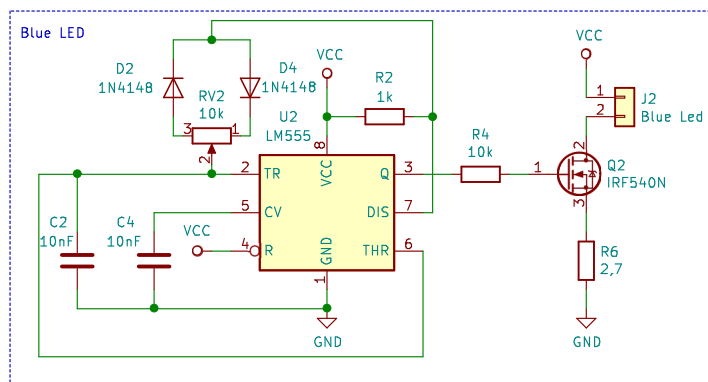 Blue LED
D2
1N4148
D4
1N4148
RV2
10k
3
1
2
VCC
R2
1k
U2
LM555
8
VCC
2
TR
Q
3
R4
10k
5
CV
DIS
7
VCC
4
R
GND
THR
6
1
C2
10nF
C4
10nF
GND
VCC
1
2
J2
Blue Led
2
1
Q2
IRF540N
3
R6
2,7
GND